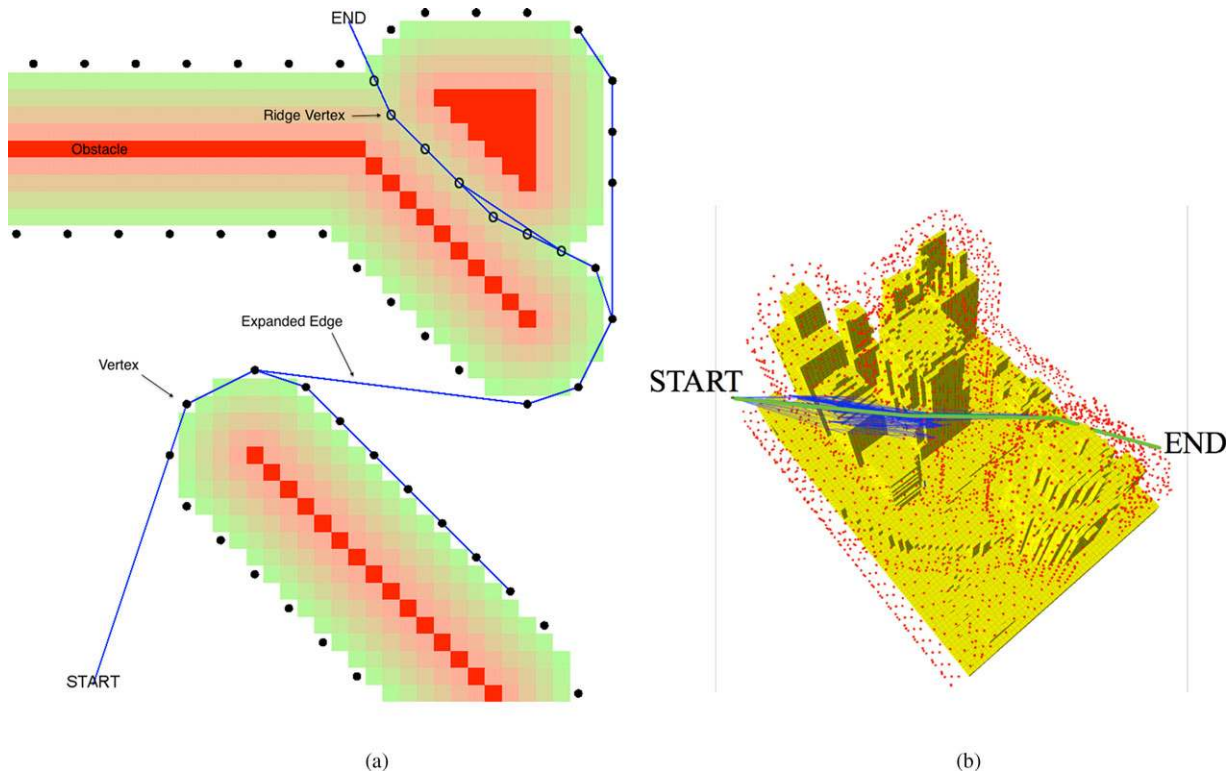 END
Ridge Vertex
Obstacle
Expanded Edge
Vertex
START
START
END
(a)
(b)